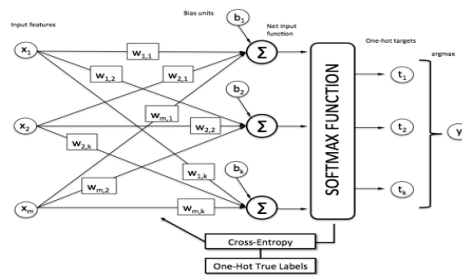 Input features
Bias units
b1
Net input
function
One-hot targets
argmax
x1
w1,1
Σ
t1
w1,2
w2,1
b2
wm,1
x2
w2,2
Σ
SOFTMAX FUNCTION
t2
y
w2,k
bk
w1,k
wm,2
xm
wm,k
Σ
tk
Cross-Entropy
One-Hot True Labels